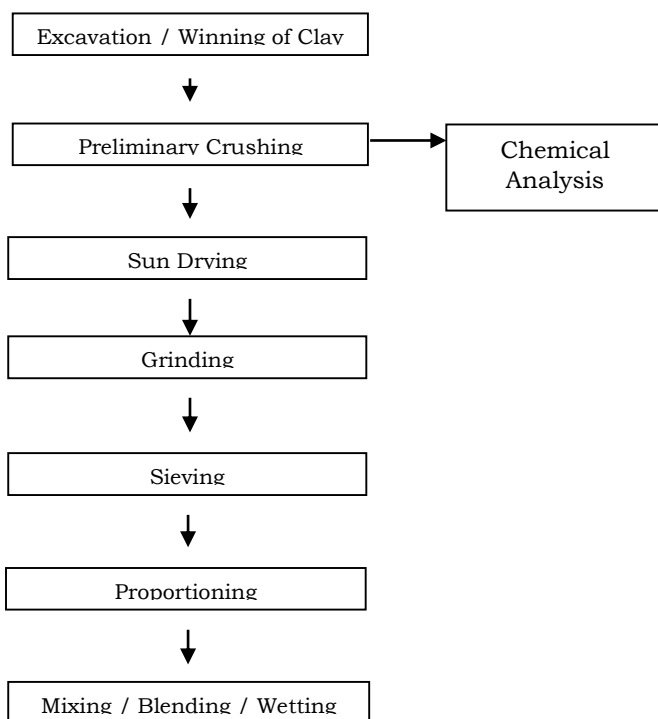 Excavation / Winning of Clay
Preliminary Crushing
Chemical
Analysis
Sun Drying
Grinding
Sieving
Proportioning
Mixing / Blending / Wetting